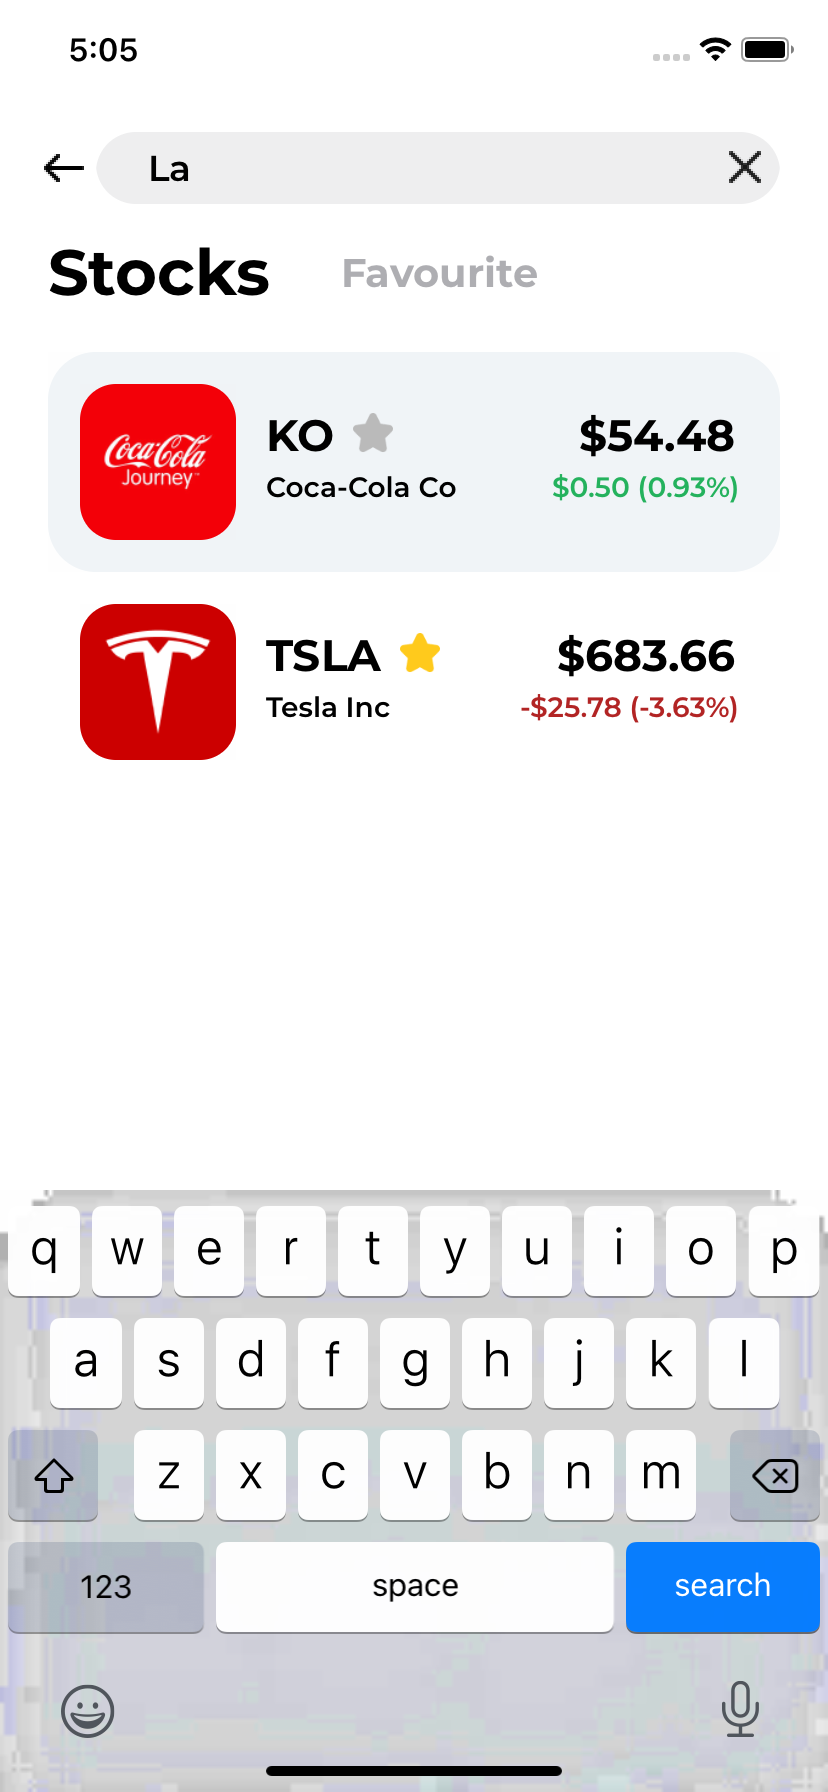 5:05
La
Stocks Favourite
Coca-Cola
Journey™
KO $54.48
Coca-Cola Co $0.50 (0.93%)
TSLA $683.66
Tesla Inc -$25.78 (-3.63%)
q w e r t y u i o p
a s d f g h j k l
z x c v b n m
123 space search